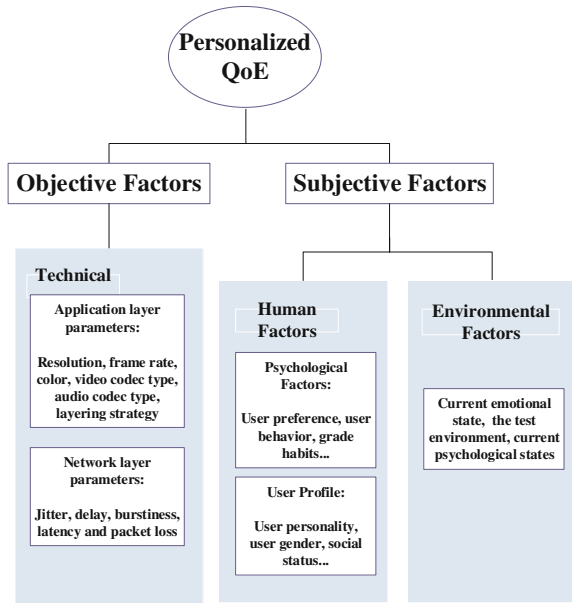 Personalized
QoE
Objective Factors
Subjective Factors
Technical
Application layer
parameters:
Resolution, frame rate,
color, video codec type,
audio codec type,
layering strategy
Network layer
parameters:
Jitter, delay, burstiness,
latency and packet loss
Human
Factors
Psychological
Factors:
User preference, user
behavior, grade
habits...
User Profile:
User personality,
user gender, social
status...
Environmental
Factors
Current emotional
state, the test
environment, current
psychological states